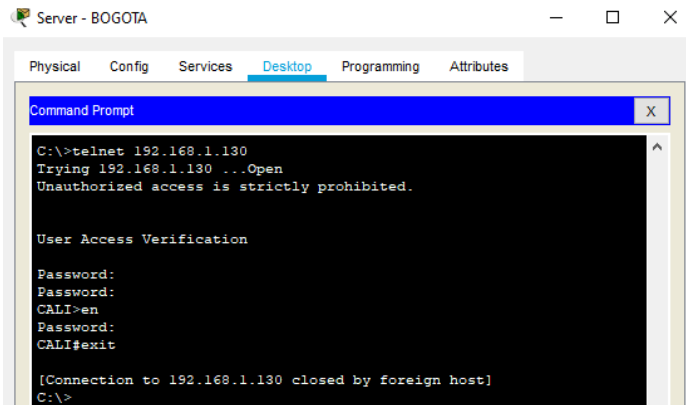 Server - BOGOTA
Physical Config Services Desktop Programming Attributes
Command Prompt X
C:\>telnet 192.168.1.130
Trying 192.168.1.130 ...Open
Unauthorized access is strictly prohibited.
User Access Verification
Password:
Password:
CALI>en
Password:
CALI#exit
[Connection to 192.168.1.130 closed by foreign host]
C:\>